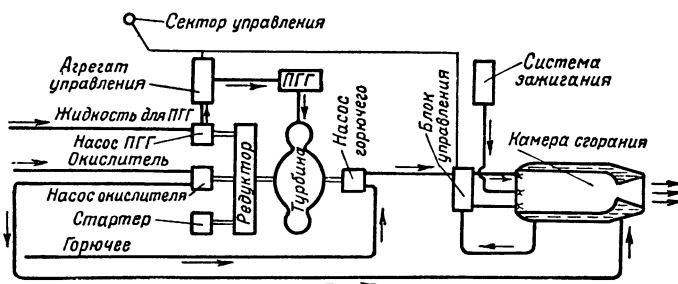 Сектор управления
Агрегат
управления
ПГГ
Система
зажигания
Жидкость для ПГГ
Насос ПГГ
Окислитель
Насос окислителя
Стартер
Горючее
Редуктор
Турбина
Насос
горючего
Блок
управления
Камера сгорания